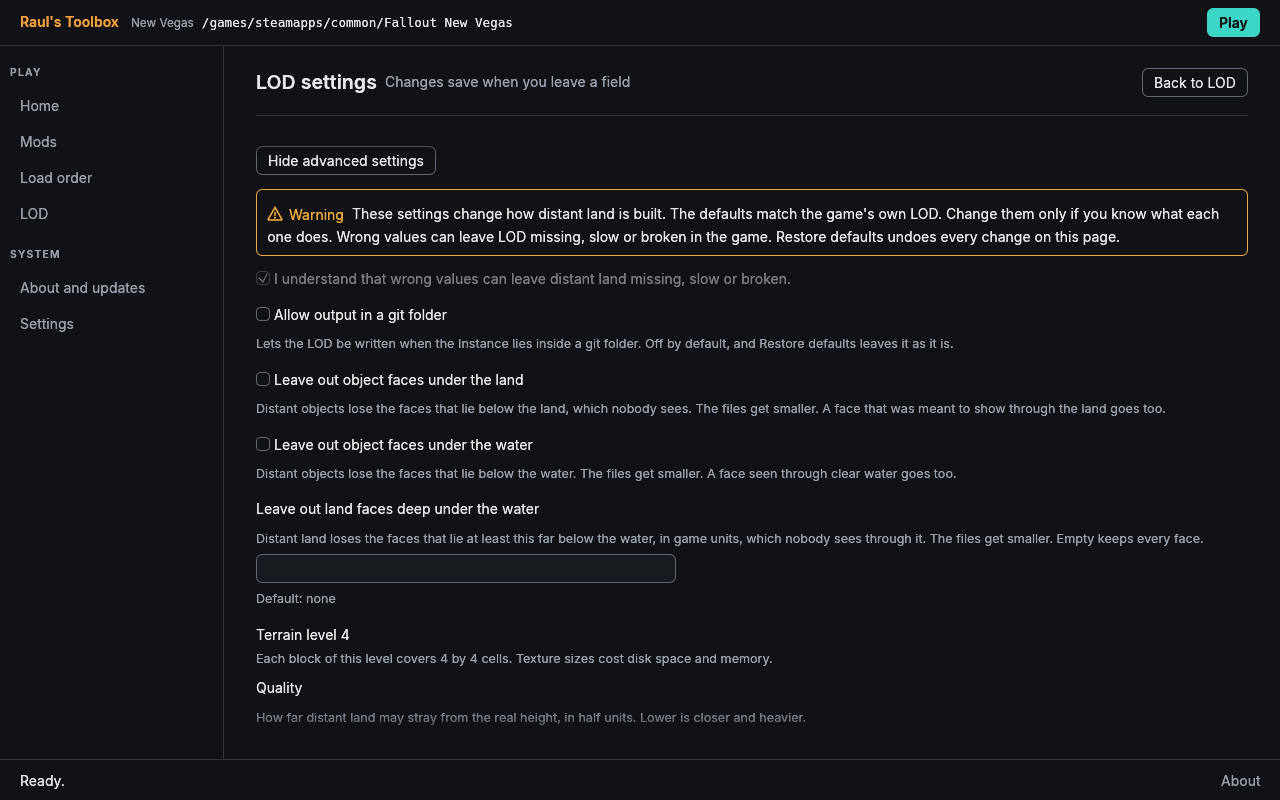 Raul's Toolbox New Vegas /games/steamapps/common/Fallout New Vegas Play
PLAY
Home
Mods
Load order
LOD
SYSTEM
About and updates
Settings
LOD settings Changes save when you leave a field Back to LOD
Hide advanced settings
Warning These settings change how distant land is built. The defaults match the game's own LOD. Change them only if you know what each
one does. Wrong values can leave LOD missing, slow or broken in the game. Restore defaults undoes every change on this page.
I understand that wrong values can leave distant land missing, slow or broken.
Allow output in a git folder
Lets the LOD be written when the Instance lies inside a git folder. Off by default, and Restore defaults leaves it as it is.
Leave out object faces under the land
Distant objects lose the faces that lie below the land, which nobody sees. The files get smaller. A face that was meant to show through the land goes too.
Leave out object faces under the water
Distant objects lose the faces that lie below the water. The files get smaller. A face seen through clear water goes too.
Leave out land faces deep under the water
Distant land loses the faces that lie at least this far below the water, in game units, which nobody sees through it. The files get smaller. Empty keeps every face.
Default: none
Terrain level 4
Each block of this level covers 4 by 4 cells. Texture sizes cost disk space and memory.
Quality
How far distant land may stray from the real height, in half units. Lower is closer and heavier.
Ready. About